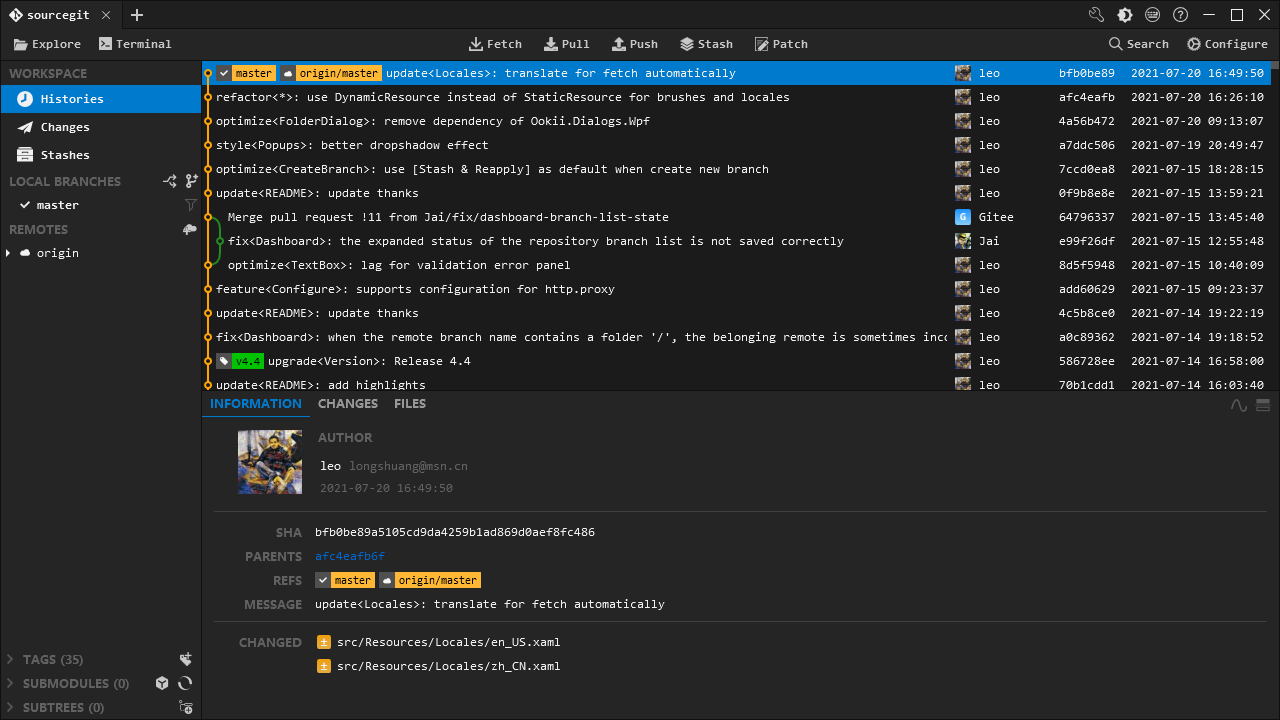 sourcegit
Explore Terminal Fetch Pull Push Stash Patch Search Configure
WORKSPACE
Histories
Changes
Stashes
LOCAL BRANCHES
master
REMOTES
origin
TAGS (35)
SUBMODULES (0)
SUBTREES (0)
master origin/master update<Locales>: translate for fetch automatically leo bfb0be89 2021-07-20 16:49:50
refactor<*>: use DynamicResource instead of StaticResource for brushes and locales leo afc4eafb 2021-07-20 16:26:10
optimize<FolderDialog>: remove dependency of Ookii.Dialogs.Wpf leo 4a56b472 2021-07-20 09:13:07
style<Popups>: better dropshadow effect leo a7ddc506 2021-07-19 20:49:47
optimize<CreateBranch>: use [Stash & Reapply] as default when create new branch leo 7ccd0ea8 2021-07-15 18:28:15
update<README>: update thanks leo 0f9b8e8e 2021-07-15 13:59:21
Merge pull request !11 from Jai/fix/dashboard-branch-list-state G Gitee 64796337 2021-07-15 13:45:40
fix<Dashboard>: the expanded status of the repository branch list is not saved correctly Jai e99f26df 2021-07-15 12:55:48
optimize<TextBox>: lag for validation error panel leo 8d5f5948 2021-07-15 10:40:09
feature<Configure>: supports configuration for http.proxy leo add60629 2021-07-15 09:23:37
update<README>: update thanks leo 4c5b8ce0 2021-07-14 19:22:19
fix<Dashboard>: when the remote branch name contains a folder '/', the belonging remote is sometimes inco leo a0c89362 2021-07-14 19:18:52
v4.4 upgrade<Version>: Release 4.4 leo 586728ee 2021-07-14 16:58:00
update<README>: add highlights leo 70b1cdd1 2021-07-14 16:03:40
INFORMATION CHANGES FILES
AUTHOR
leo longshuang@msn.cn
2021-07-20 16:49:50
SHA bfb0be89a5105cd9da4259b1ad869d0aef8fc486
PARENTS afc4eafb6f
REFS master origin/master
MESSAGE update<Locales>: translate for fetch automatically
CHANGED ± src/Resources/Locales/en_US.xaml
± src/Resources/Locales/zh_CN.xaml